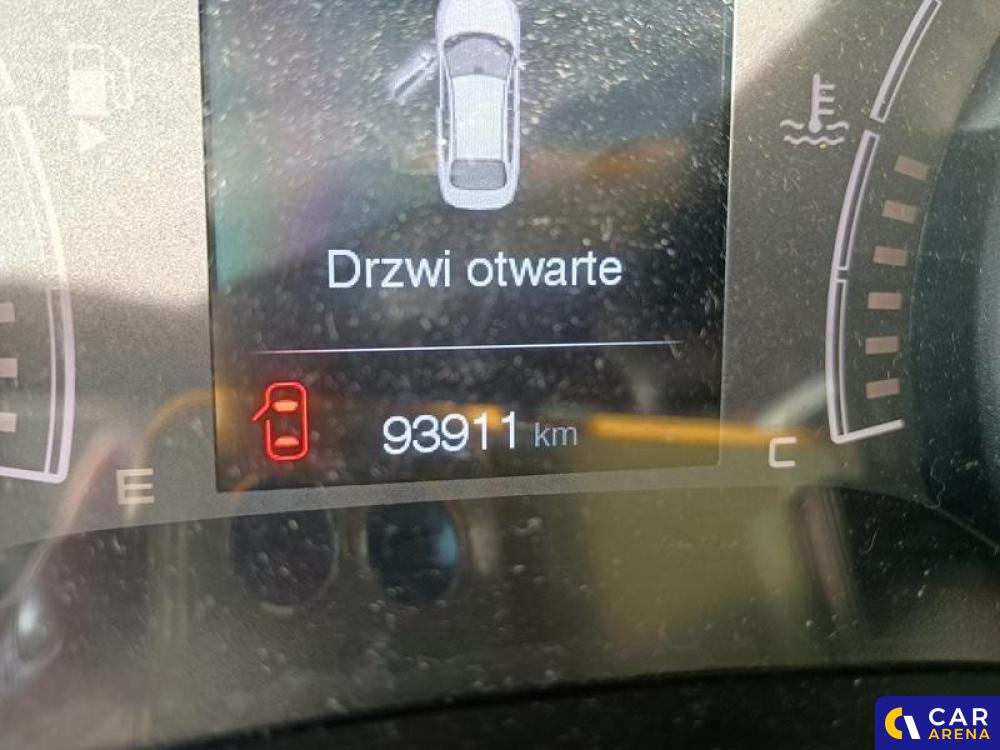 Drzwi otwarte
93911 km
E
C
CAR
ARENA